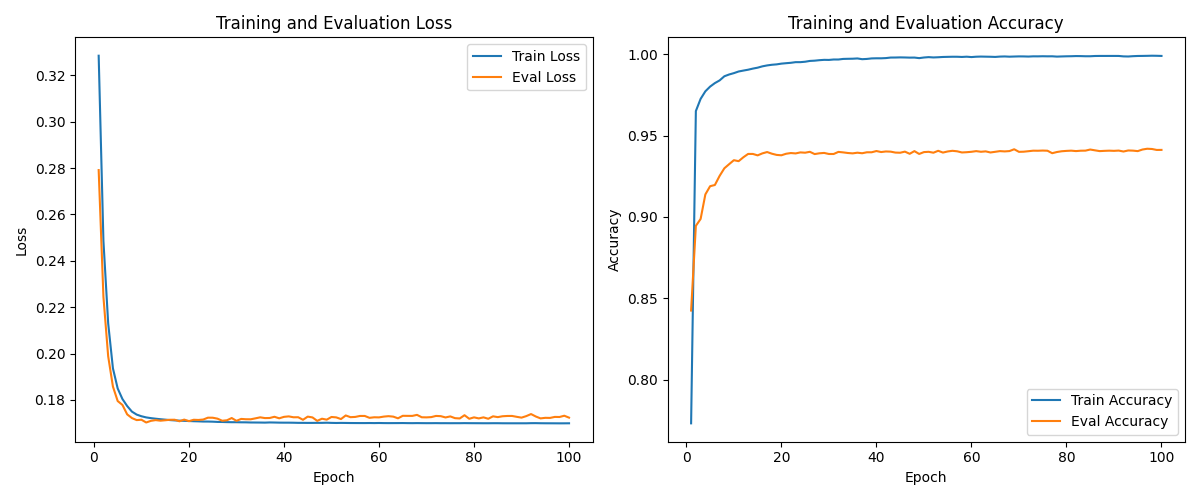 Training and Evaluation Loss
Train Loss
Eval Loss
0.32
0.30
0.28
0.26
0.24
0.22
0.20
0.18
Loss
0 20 40 60 80 100
Epoch
Training and Evaluation Accuracy
1.00
0.95
0.90
0.85
0.80
Accuracy
Train Accuracy
Eval Accuracy
0 20 40 60 80 100
Epoch